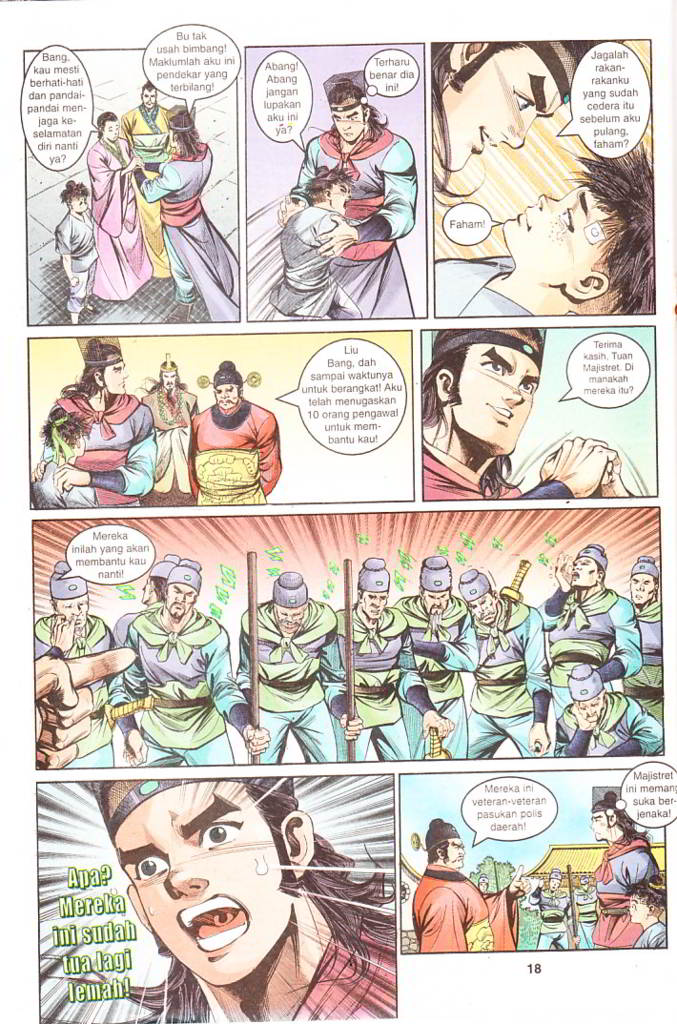 Bang,
kau mesti
berhati-hati
dan pandai-
pandai men-
jaga ke-
selamatan
diri nanti
ya?
Bu tak
usah bimbang!
Maklumlah aku ini
pendekar yang
terbilang!
Abang!
Abang
jangan
lupakan
aku ini
ya?
Terharu
benar dia
ini!
Jagalah
rakan-
rakanku
yang sudah
cedera itu
sebelum aku
pulang,
faham?
Faham!
Liu
Bang, dah
sampai waktunya
untuk berangkat! Aku
telah menugaskan
10 orang pengawal
untuk mem-
bantu kau!
Terima
kasih, Tuan
Majistret. Di
manakah
mereka itu?
Mereka
inilah yang akan
membantu kau
nanti!
Apa?
Mereka
ini sudah
tua lagi
lemah!
Mereka ini
veteran-veteran
pasukan polis
daerah!
Majistret
ini memang
suka ber-
jenaka!
18